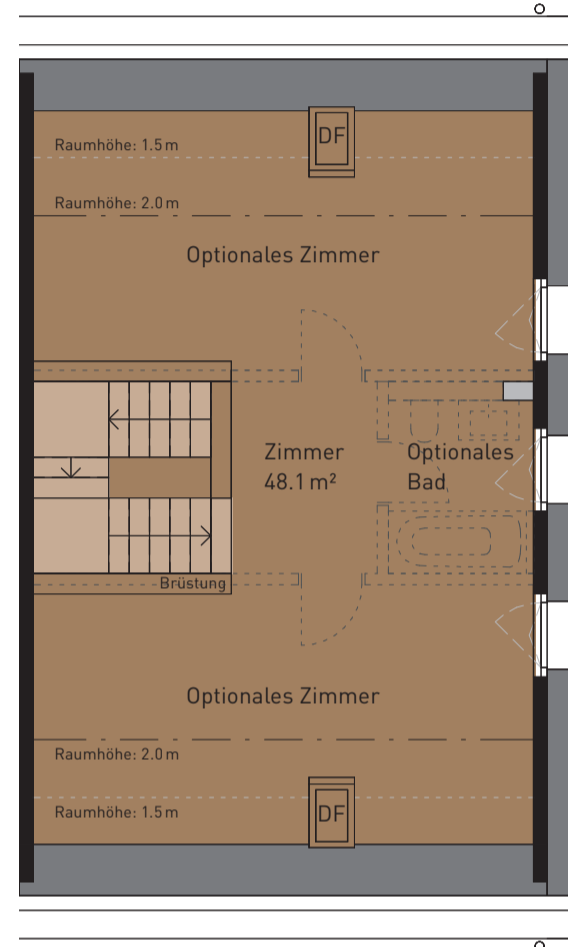 DF
Raumhöhe: 1.5 m
Raumhöhe: 2.0 m
Optionales Zimmer
Zimmer
48.1 m²
Optionales
Bad
Brüstung
Optionales Zimmer
Raumhöhe: 2.0 m
Raumhöhe: 1.5 m
DF